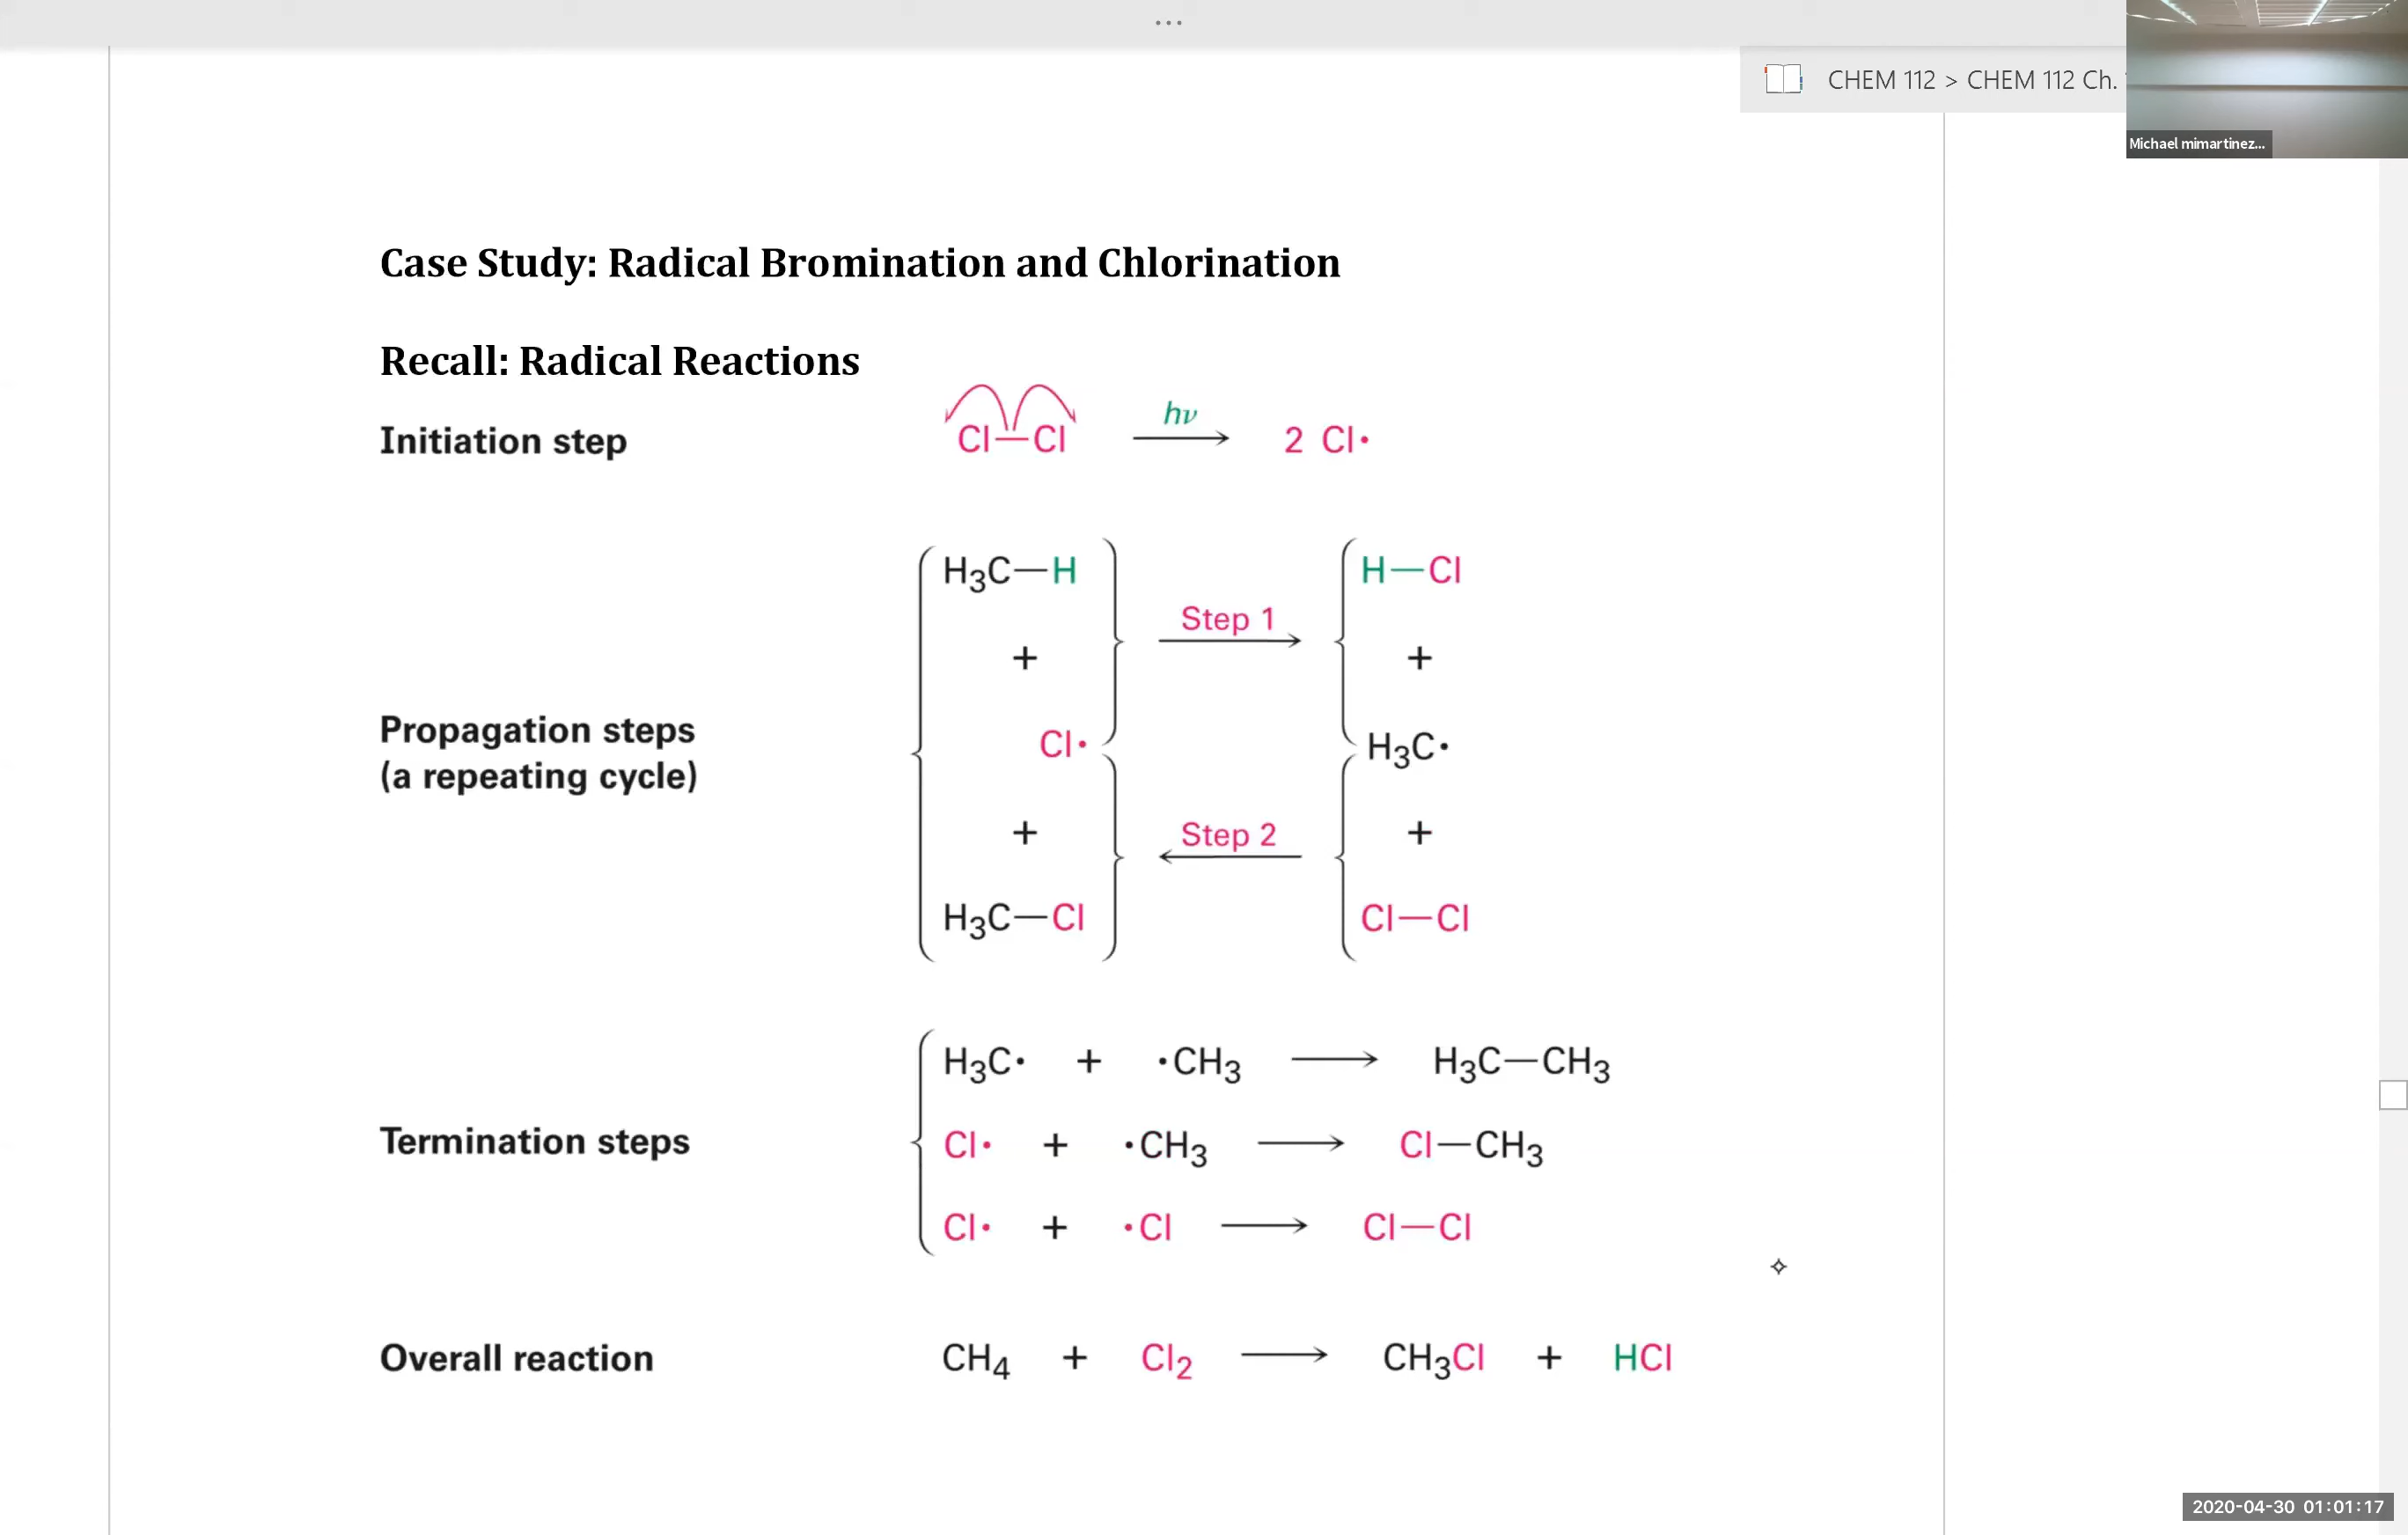 ...
CHEM 112 > CHEM 112 Ch.
Michael mimartinez...
Case Study: Radical Bromination and Chlorination
Recall: Radical Reactions
Initiation step
Cl—Cl hν 2 Cl•
Propagation steps
(a repeating cycle)
H₃C—H
+
Cl•
+
H₃C—Cl
Step 1
Step 2
H—Cl
+
H₃C•
+
Cl—Cl
Termination steps
H₃C• + •CH₃ ⟶ H₃C—CH₃
Cl• + •CH₃ ⟶ Cl—CH₃
Cl• + •Cl ⟶ Cl—Cl
Overall reaction
CH₄ + Cl₂ ⟶ CH₃Cl + HCl
2020-04-30 01:01:17